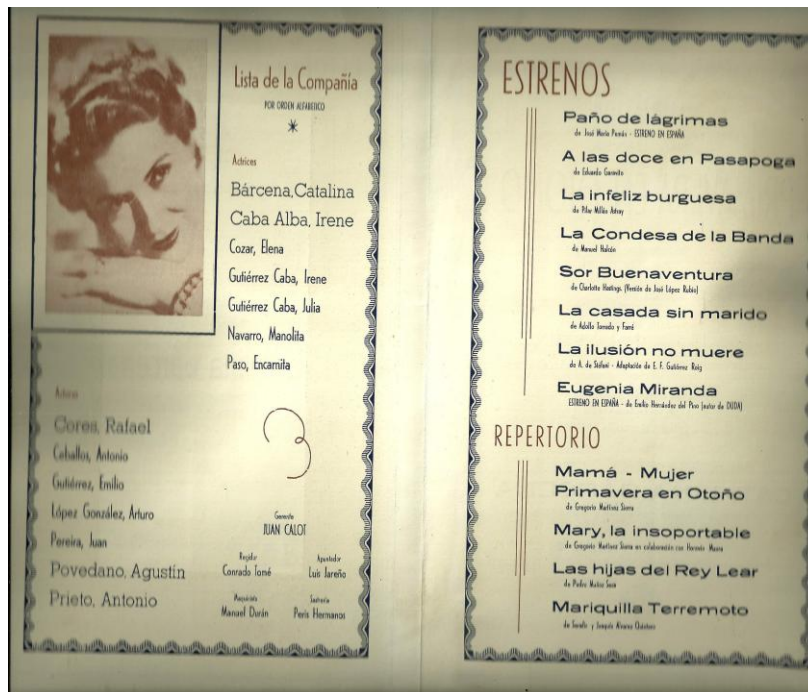 Lista de la Compañía
POR ORDEN ALFABETICO
Actrices
Bárcena, Catalina
Caba Alba, Irene
Cozar, Elena
Gutiérrez Caba, Irene
Gutiérrez Caba, Julia
Navarro, Manolita
Paso, Encarnita
Actores
Cores, Rafael
Ceballos, Antonio
Gutiérrez, Emilio
López González, Arturo
Pereira, Juan
Povedano, Agustín
Prieto, Antonio
Gerente
JUAN CALOT
Regidor Apuntador
Conrado Tomé Luis Jareño
Maquinista Sastrería
Manuel Durán Peris Hermanos
ESTRENOS
Paño de lágrimas
de José María Pemán - ESTRENO EN ESPAÑA
A las doce en Pasapoga
de Eduardo
La infeliz burguesa
de Pilar Millán Astray
La Condesa de la Banda
de Manuel Halcón
Sor Buenaventura
de Charlotte Hastings. (Versión de José López Rubio)
La casada sin marido
de Adolfo Torrado y
La ilusión no muere
de A. de - Adaptación de E. F. Gutiérrez Roig
Eugenia Miranda
ESTRENO EN ESPAÑA - de Emilio Hernández del Pino (autor de DUDA)
REPERTORIO
Mamá - Mujer
Primavera en Otoño
de Gregorio Martínez Sierra
Mary, la insoportable
de Gregorio Martínez Sierra en colaboración con Honorio Maura
Las hijas del Rey Lear
de Pedro Muñoz Seca
Mariquilla Terremoto
de Serafín y Joaquín Alvarez Quintero